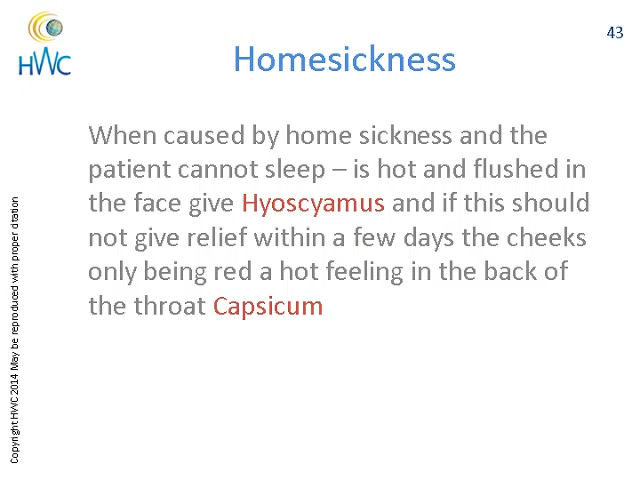 43
HWC
Homesickness
When caused by home sickness and the
patient cannot sleep – is hot and flushed in
the face give Hyoscyamus and if this should
not give relief within a few days the cheeks
only being red a hot feeling in the back of
the throat Capsicum
Copyright HWC 2014 May be reproduced with proper citation